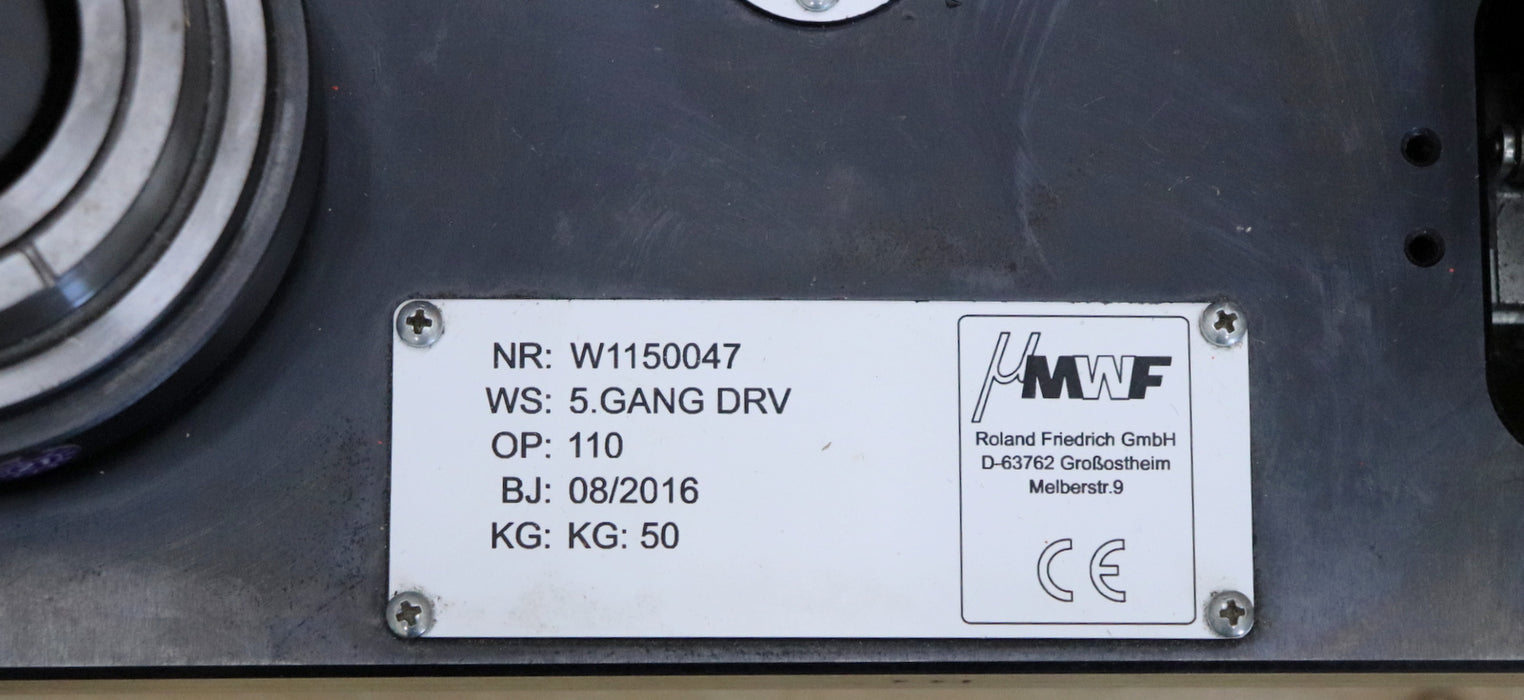 NR: W1150047
WS: 5.GANG DRV
OP: 110
BJ: 08/2016
KG: KG: 50
µMWF
Roland Friedrich GmbH
D-63762 Großostheim
Melberstr.9
CE